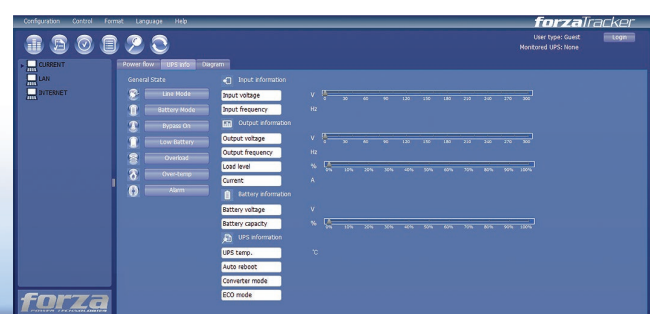 Configuration Control Format Language Help
forzaTracker
User type: Guest Login
Monitored UPS: None
CURRENT
LAN
INTERNET
Power flow UPS info Diagram
General State
Line Mode
Battery Mode
Bypass On
Low Battery
Overload
Over-temp
Alarm
Input information
Input voltage V 0 30 60 90 120 150 180 210 240 270 300
Input frequency Hz
Output information
Output voltage V 0 30 60 90 120 150 180 210 240 270 300
Output frequency Hz
Load level % 0% 10% 20% 30% 40% 50% 60% 70% 80% 90% 100%
Current A
Battery information
Battery voltage V
Battery capacity % 0% 10% 20% 30% 40% 50% 60% 70% 80% 90% 100%
UPS information
UPS temp. °C
Auto reboot
Converter mode
ECO mode
forza
POWER TECHNOLOGIES